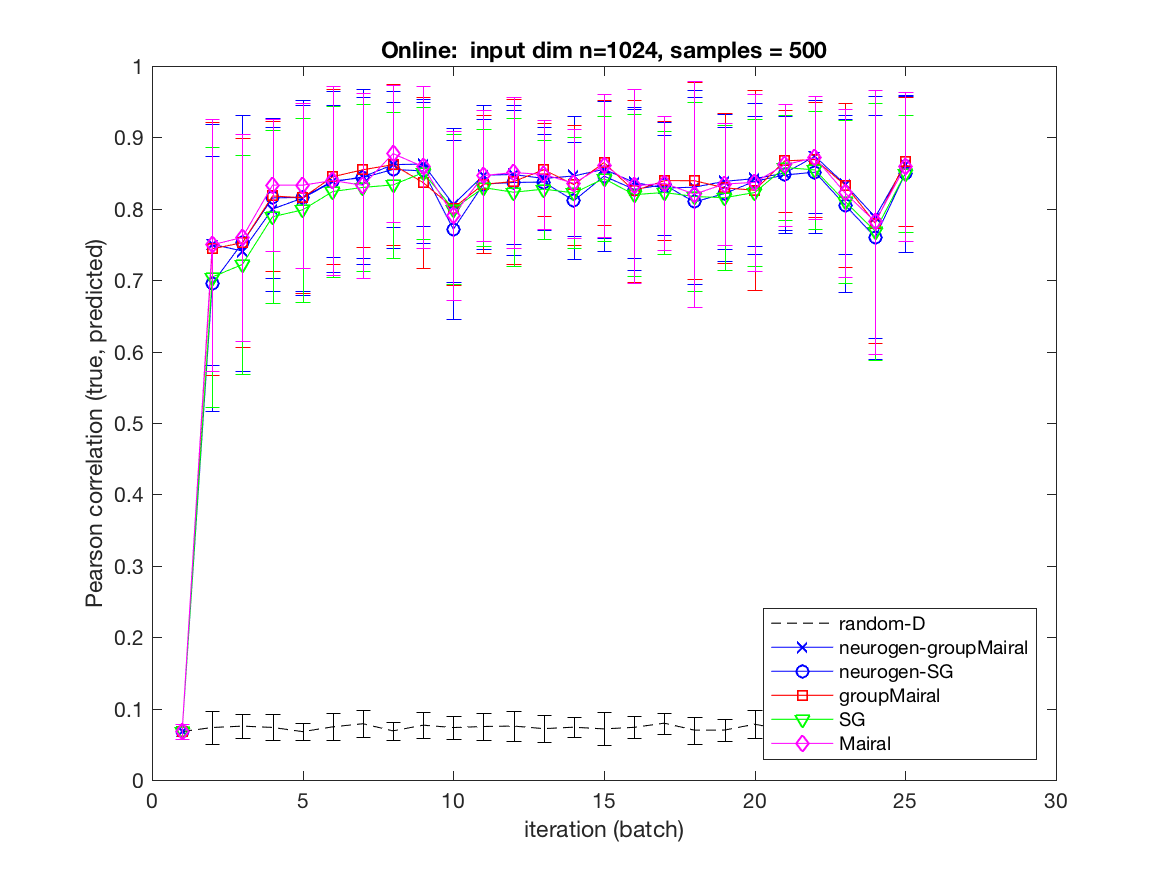 Online:  input dim n=1024, samples = 500
1
0.9
0.8
0.7
0.6
0.5
0.4
0.3
0.2
0.1
0
Pearson correlation (true, predicted)
random-D
neurogen-groupMairal
neurogen-SG
groupMairal
SG
Mairal
0 5 10 15 20 25 30
iteration (batch)